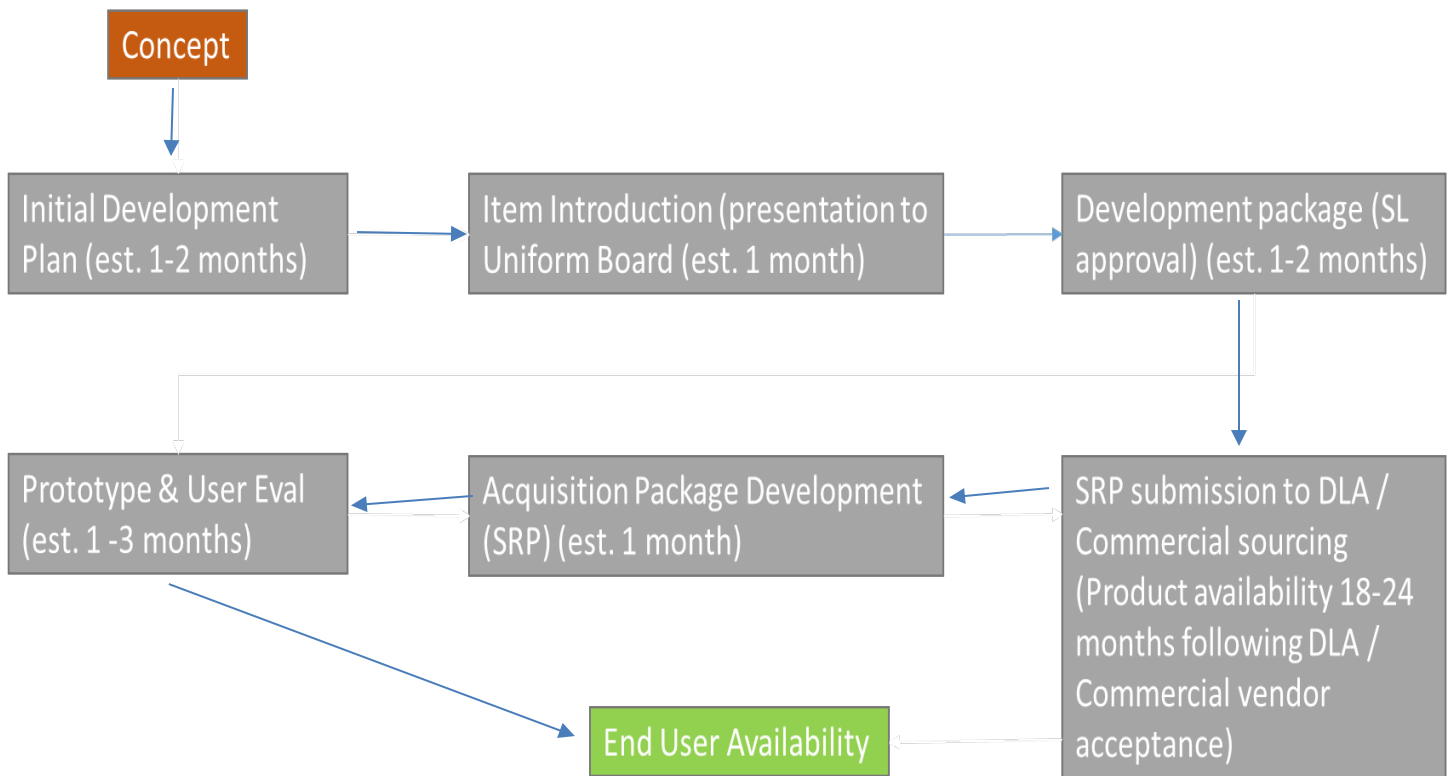 Concept
Initial Development
Plan (est. 1-2 months)
Item Introduction (presentation to
Uniform Board (est. 1 month)
Development package (SL
approval) (est. 1-2 months)
Prototype & User Eval
(est. 1 -3 months)
Acquisition Package Development
(SRP) (est. 1 month)
SRP submission to DLA /
Commercial sourcing
(Product availability 18-24
months following DLA /
Commercial vendor
acceptance)
End User Availability